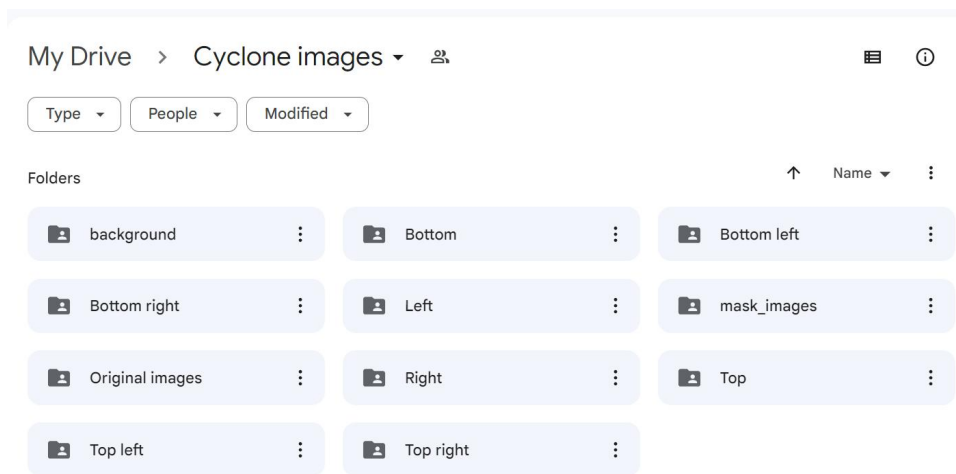 My Drive > Cyclone images
Type People Modified
Folders Name
background Bottom Bottom left
Bottom right Left mask_images
Original images Right Top
Top left Top right